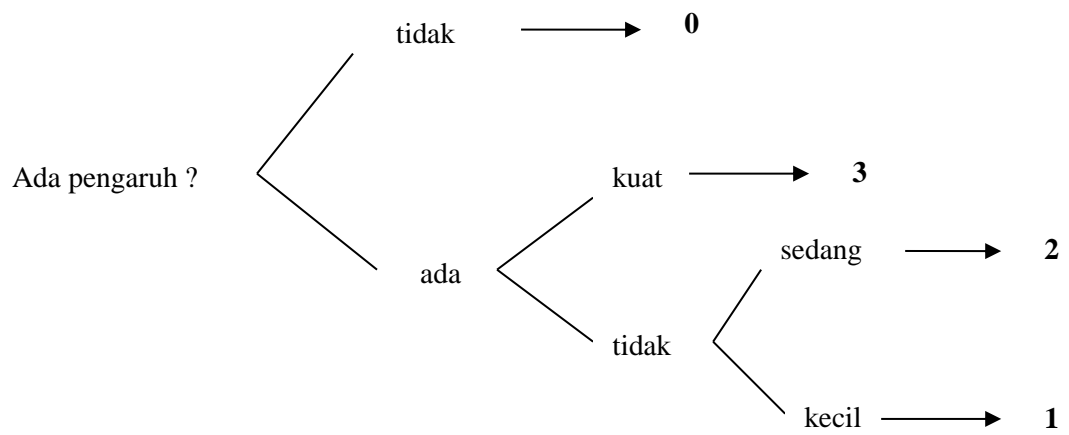 tidak 0
Ada pengaruh ?
kuat 3
sedang 2
ada
tidak
kecil 1